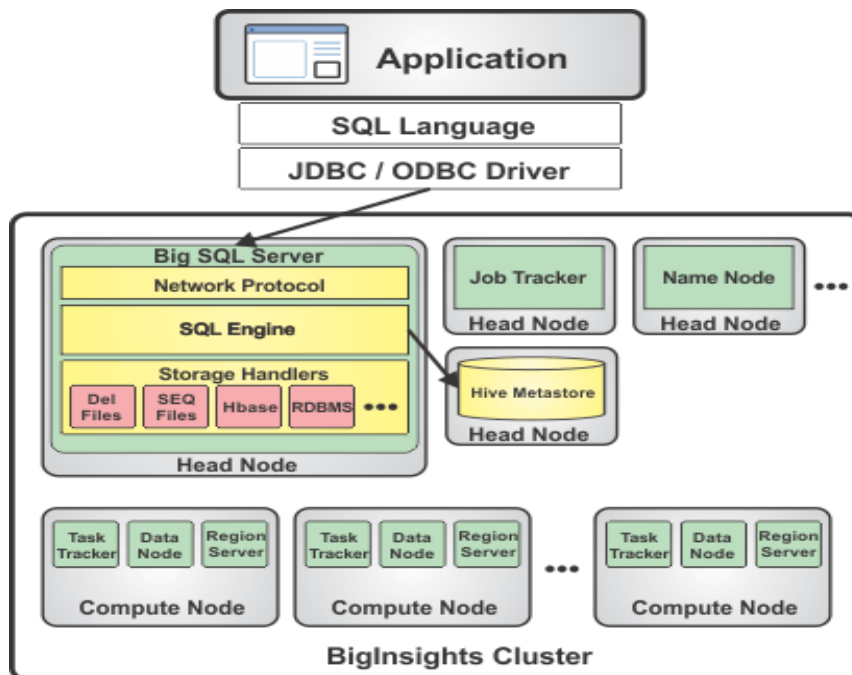 Application
SQL Language
JDBC / ODBC Driver
Big SQL Server
Network Protocol
SQL Engine
Storage Handlers
Del
Files
SEQ
Files
Hbase
RDBMS
•••
Head Node
Job Tracker
Head Node
Name Node
Head Node
•••
Hive Metastore
Head Node
Task
Tracker
Data
Node
Region
Server
Compute Node
Task
Tracker
Data
Node
Region
Server
Compute Node
•••
Task
Tracker
Data
Node
Region
Server
Compute Node
BigInsights Cluster